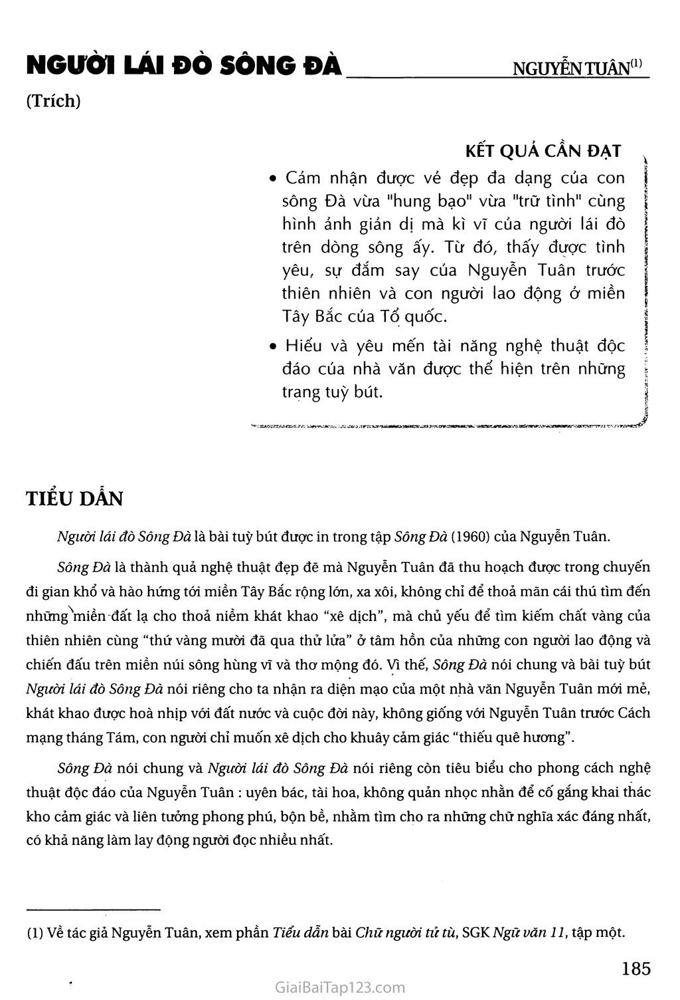 NGƯỜI LÁI ĐÒ SÔNG ĐÀ NGUYỄN TUÂN(1)
(Trích)
KẾT QUẢ CẦN ĐẠT
• Cảm nhận được vẻ đẹp đa dạng của con
sông Đà vừa "hung bạo" vừa "trữ tình" cùng
hình ảnh giản dị mà kì vĩ của người lái đò
trên dòng sông ấy. Từ đó, thấy được tình
yêu, sự đắm say của Nguyễn Tuân trước
thiên nhiên và con người lao động ở miền
Tây Bắc của Tổ quốc.
• Hiểu và yêu mến tài năng nghệ thuật độc
đáo của nhà văn được thể hiện trên những
trang tuỳ bút.
TIỂU DẪN
Người lái đò Sông Đà là bài tuỳ bút được in trong tập Sông Đà (1960) của Nguyễn Tuân.
Sông Đà là thành quả nghệ thuật đẹp đẽ mà Nguyễn Tuân đã thu hoạch được trong chuyến
đi gian khổ và hào hứng tới miền Tây Bắc rộng lớn, xa xôi, không chỉ để thoả mãn cái thú tìm đến
những miền đất lạ cho thoả niềm khát khao “xê dịch”, mà chủ yếu để tìm kiếm chất vàng của
thiên nhiên cùng “thứ vàng mười đã qua thử lửa” ở tâm hồn của những con người lao động và
chiến đấu trên miền núi sông hùng vĩ và thơ mộng đó. Vì thế, Sông Đà nói chung và bài tuỳ bút
Người lái đò Sông Đà nói riêng cho ta nhận ra diện mạo của một nhà văn Nguyễn Tuân mới mẻ,
khát khao được hoà nhịp với đất nước và cuộc đời này, không giống với Nguyễn Tuân trước Cách
mạng tháng Tám, con người chỉ muốn xê dịch cho khuây cảm giác “thiếu quê hương”.
Sông Đà nói chung và Người lái đò Sông Đà nói riêng còn tiêu biểu cho phong cách nghệ
thuật độc đáo của Nguyễn Tuân : uyên bác, tài hoa, không quản nhọc nhằn để cố gắng khai thác
kho cảm giác và liên tưởng phong phú, bộn bề, nhằm tìm cho ra những chữ nghĩa xác đáng nhất,
có khả năng làm lay động người đọc nhiều nhất.
(1) Về tác giả Nguyễn Tuân, xem phần Tiểu dẫn bài Chữ người tử tù, SGK Ngữ văn 11, tập một.
185
GiaiBaiTap123.com